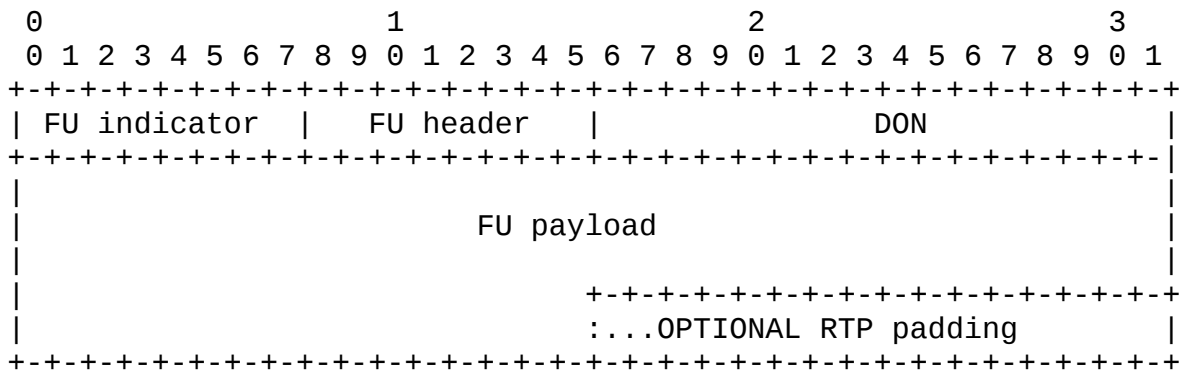 0                   1                   2                   3
 0 1 2 3 4 5 6 7 8 9 0 1 2 3 4 5 6 7 8 9 0 1 2 3 4 5 6 7 8 9 0 1
+-+-+-+-+-+-+-+-+-+-+-+-+-+-+-+-+-+-+-+-+-+-+-+-+-+-+-+-+-+-+-+-+
| FU indicator  |   FU header   |               DON             |
+-+-+-+-+-+-+-+-+-+-+-+-+-+-+-+-+-+-+-+-+-+-+-+-+-+-+-+-+-+-+-+-|
|                                                               |
|                         FU payload                            |
|                                                               |
|                               +-+-+-+-+-+-+-+-+-+-+-+-+-+-+-+-+
|                               :...OPTIONAL RTP padding        |
+-+-+-+-+-+-+-+-+-+-+-+-+-+-+-+-+-+-+-+-+-+-+-+-+-+-+-+-+-+-+-+-+